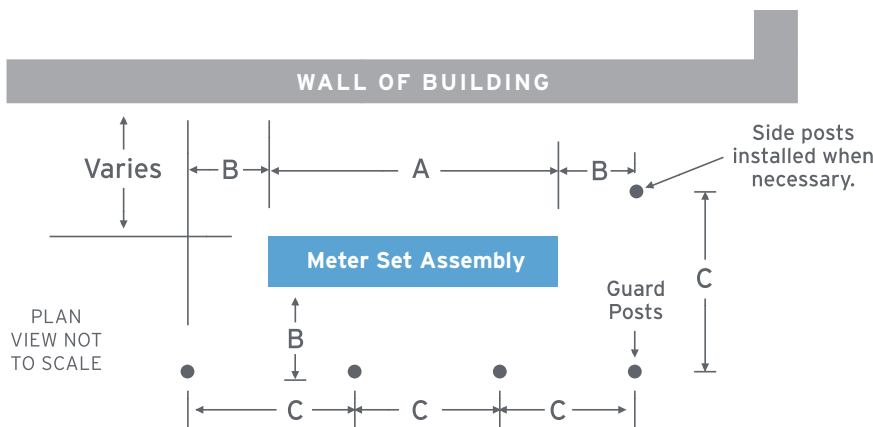 WALL OF BUILDING
Side posts
installed when
necessary.
Varies
B
A
B
Meter Set Assembly
C
Guard
Posts
PLAN
VIEW NOT
TO SCALE
B
C
C
C